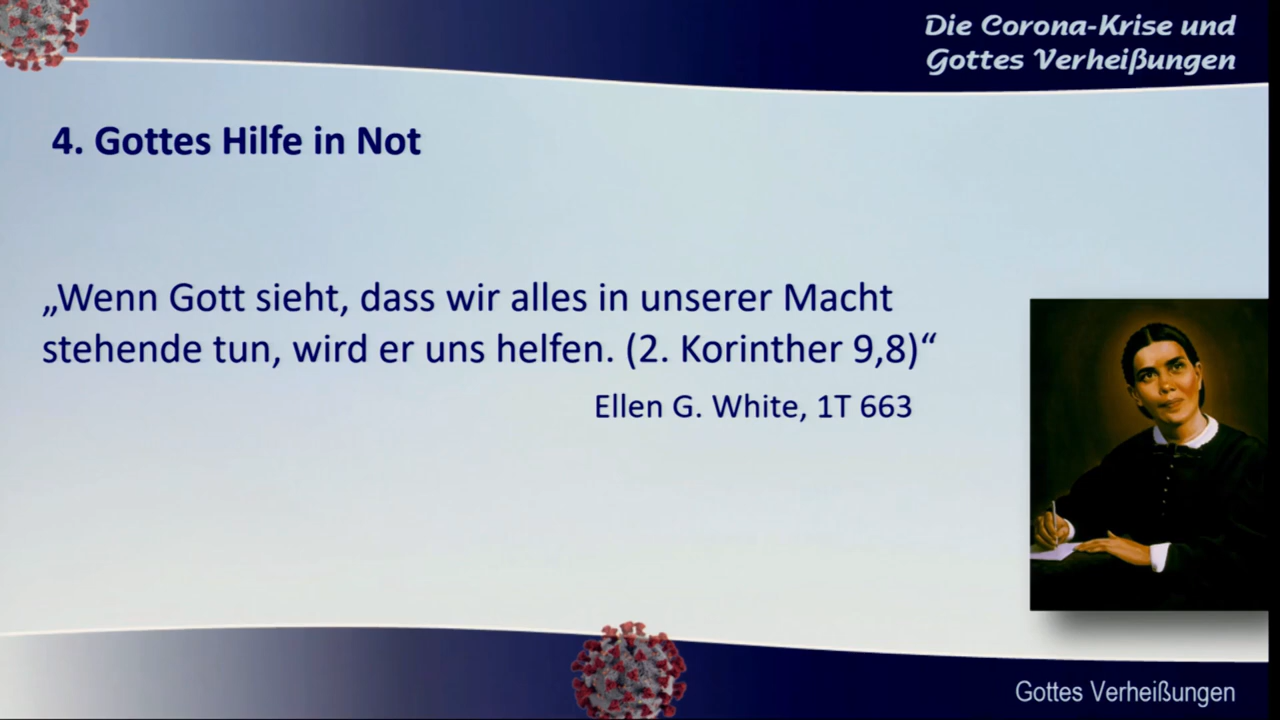 Die Corona-Krise und
Gottes Verheißungen
4. Gottes Hilfe in Not
„Wenn Gott sieht, dass wir alles in unserer Macht
stehende tun, wird er uns helfen. (2. Korinther 9,8)“
Ellen G. White, 1T 663
Gottes Verheißungen